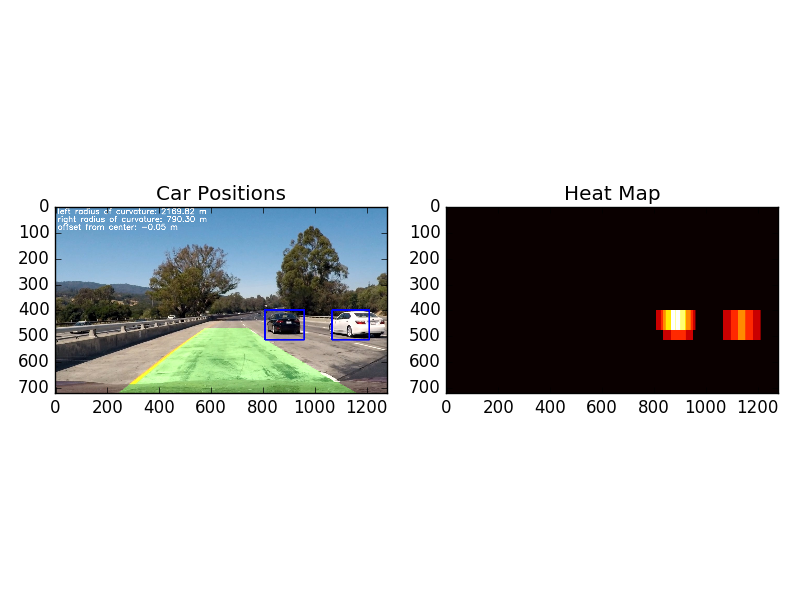 Car Positions
left radius of curvature: 2169.82 m
right radius of curvature: 790.30 m
offset from center: -0.05 m
0
100
200
300
400
500
600
700
0 200 400 600 800 1000 1200
Heat Map
0
100
200
300
400
500
600
700
0 200 400 600 800 1000 1200